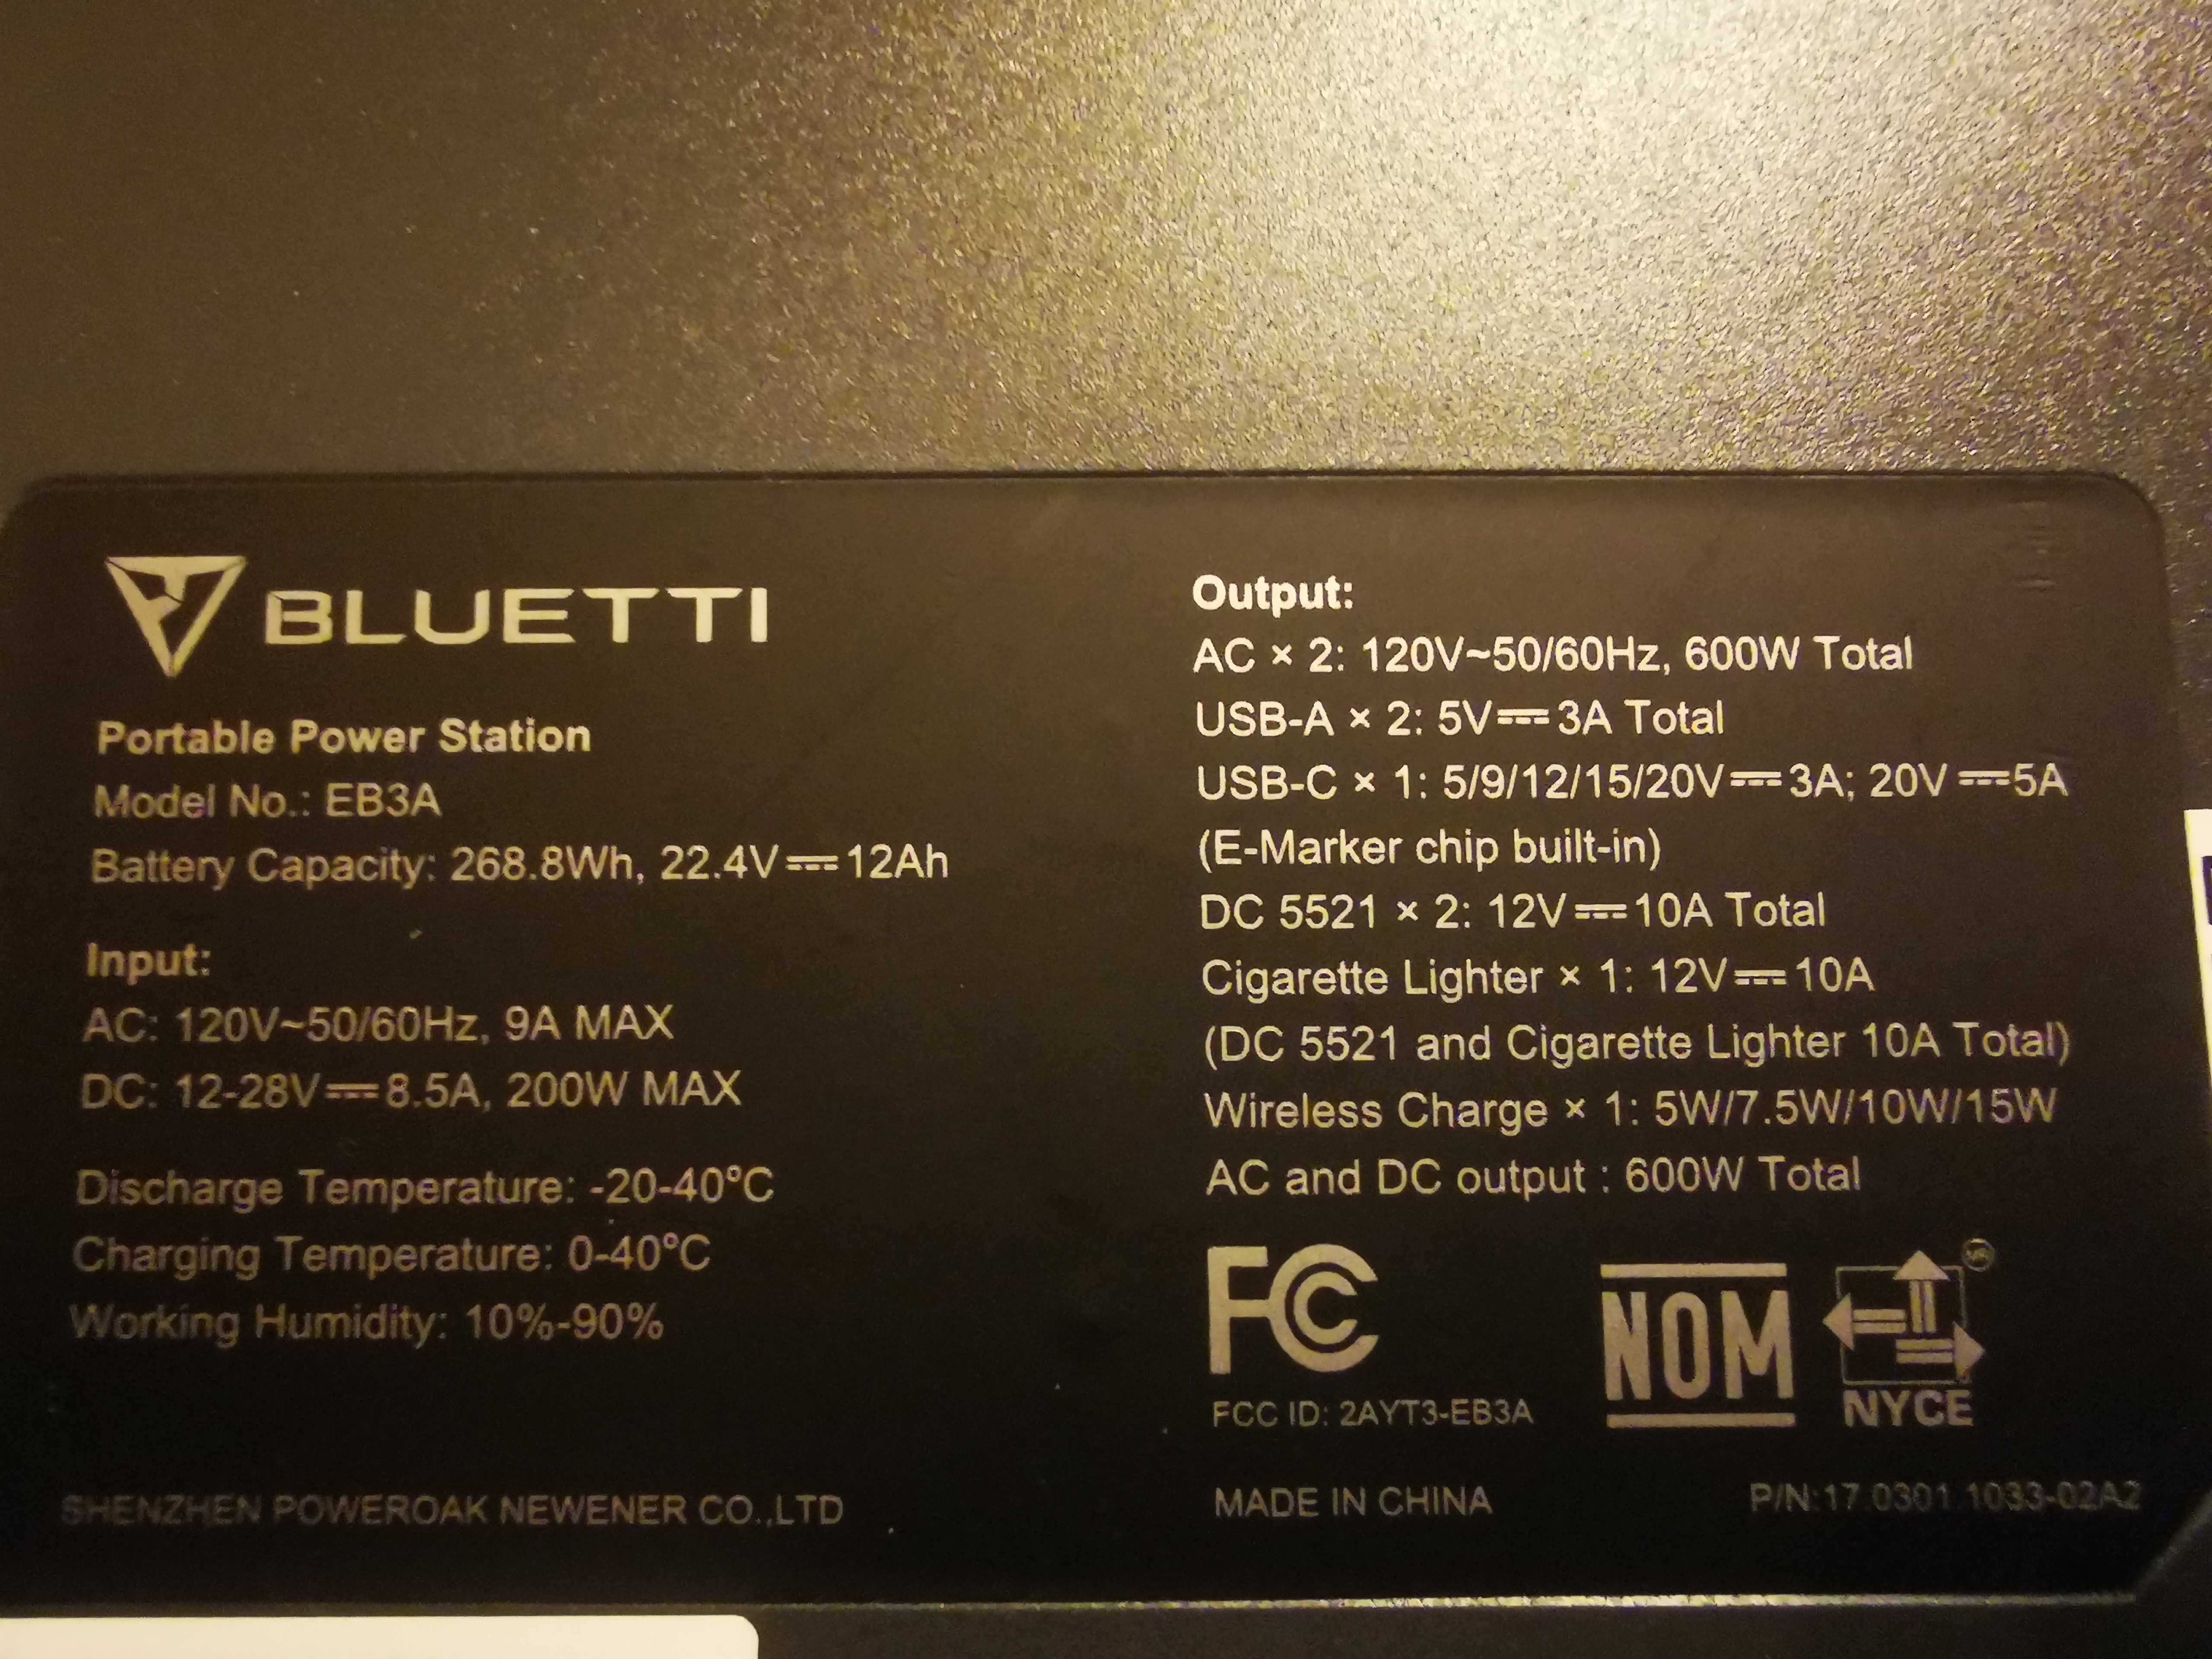 BLUETTI
Portable Power Station
Model No.: EB3A
Battery Capacity: 268.8Wh, 22.4V⎓12Ah
Input:
AC: 120V~50/60Hz, 9A MAX
DC: 12-28V⎓8.5A, 200W MAX
Discharge Temperature: -20-40°C
Charging Temperature: 0-40°C
Working Humidity: 10%-90%
SHENZHEN POWEROAK NEWENER CO.,LTD
Output:
AC × 2: 120V~50/60Hz, 600W Total
USB-A × 2: 5V⎓3A Total
USB-C × 1: 5/9/12/15/20V⎓3A; 20V⎓5A
(E-Marker chip built-in)
DC 5521 × 2: 12V⎓10A Total
Cigarette Lighter × 1: 12V⎓10A
(DC 5521 and Cigarette Lighter 10A Total)
Wireless Charge × 1: 5W/7.5W/10W/15W
AC and DC output : 600W Total
FC
NOM
NYCE
FCC ID: 2AYT3-EB3A
MADE IN CHINA
P/N:17.0301.1033-02A2